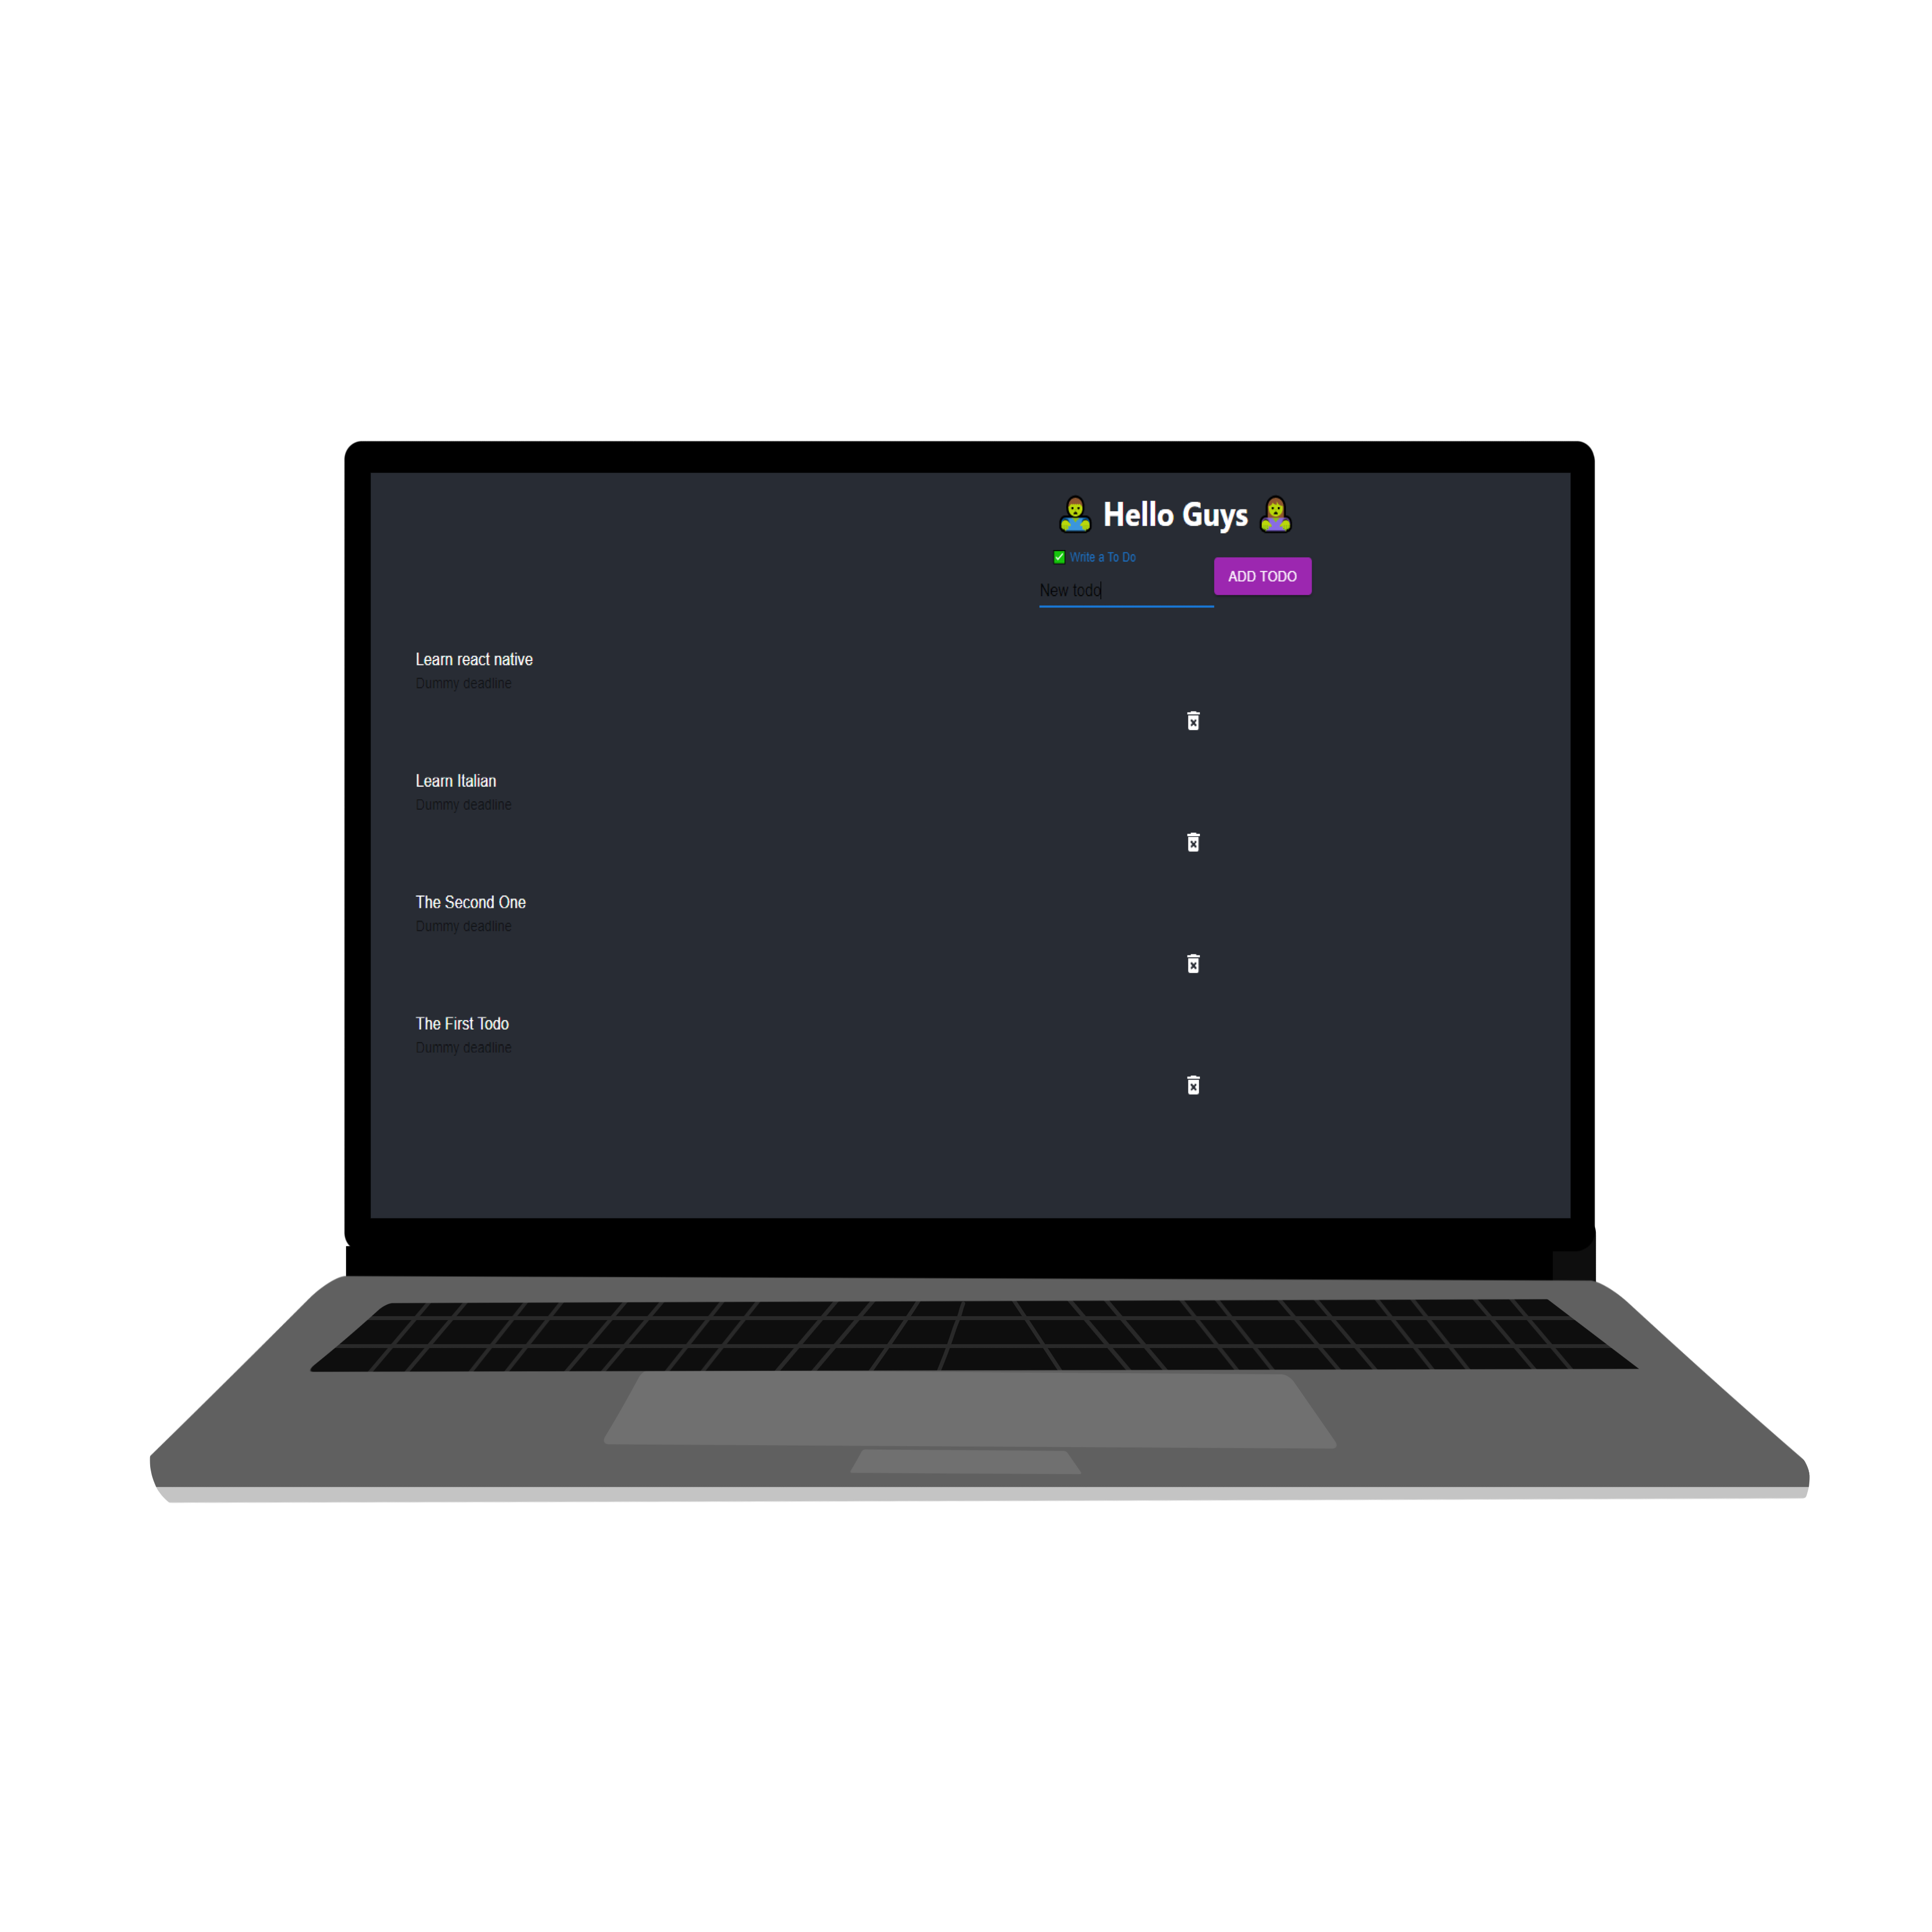 🧟‍♂️ Hello Guys 🧟‍♀️
✅ Write a To Do
New todo
ADD TODO
Learn react native
Dummy deadline
Learn Italian
Dummy deadline
The Second One
Dummy deadline
The First Todo
Dummy deadline